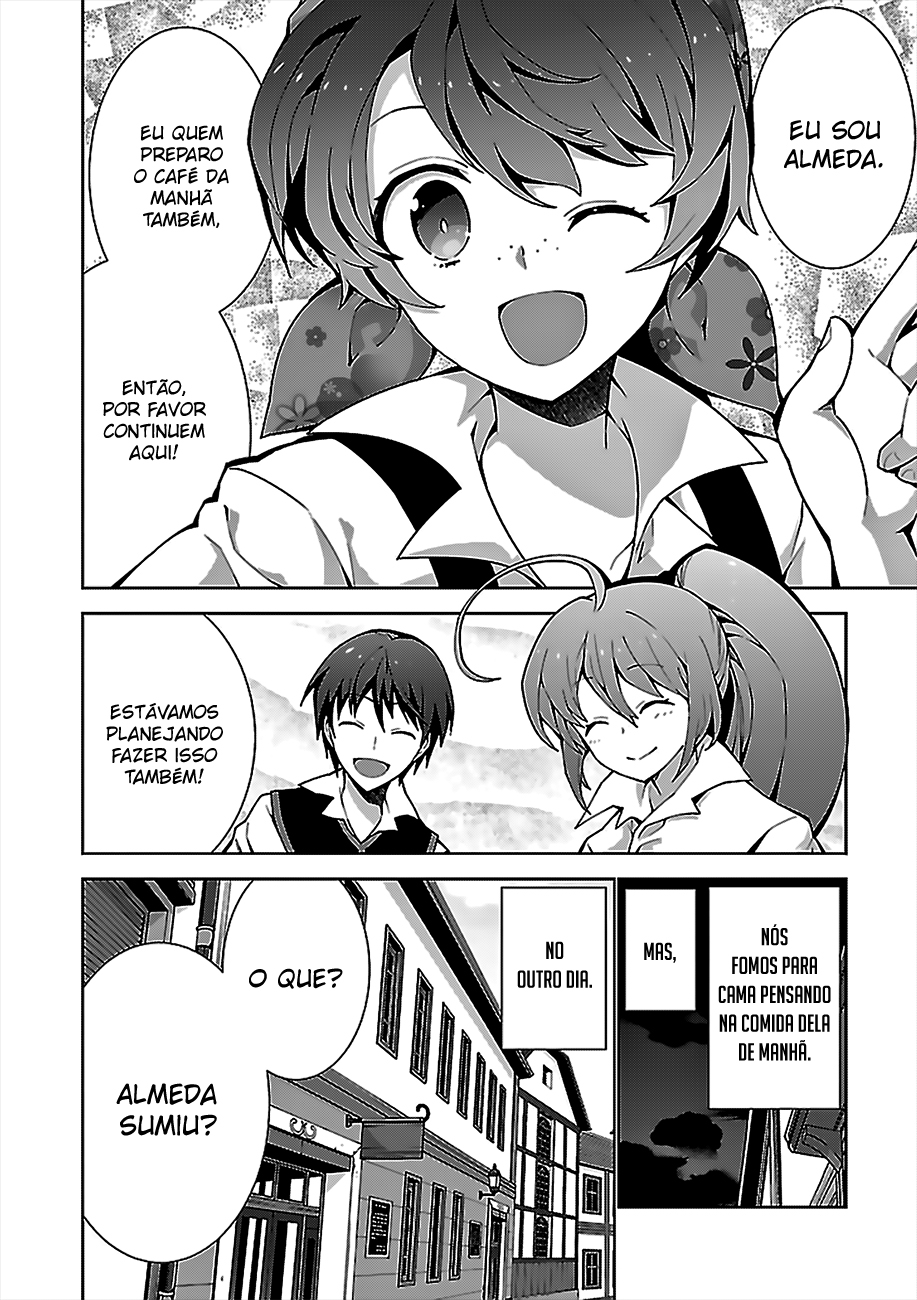 EU SOU
ALMEDA.
EU QUEM
PREPARO
O CAFÉ DA
MANHÃ
TAMBÉM,
ENTÃO,
POR FAVOR
CONTINUEM
AQUI!
ESTÁVAMOS
PLANEJANDO
FAZER ISSO
TAMBÉM!
NÓS
FOMOS PARA
CAMA PENSANDO
NA COMIDA DELA
DE MANHÃ.
MAS,
NO
OUTRO DIA.
O QUE?
ALMEDA
SUMIU?